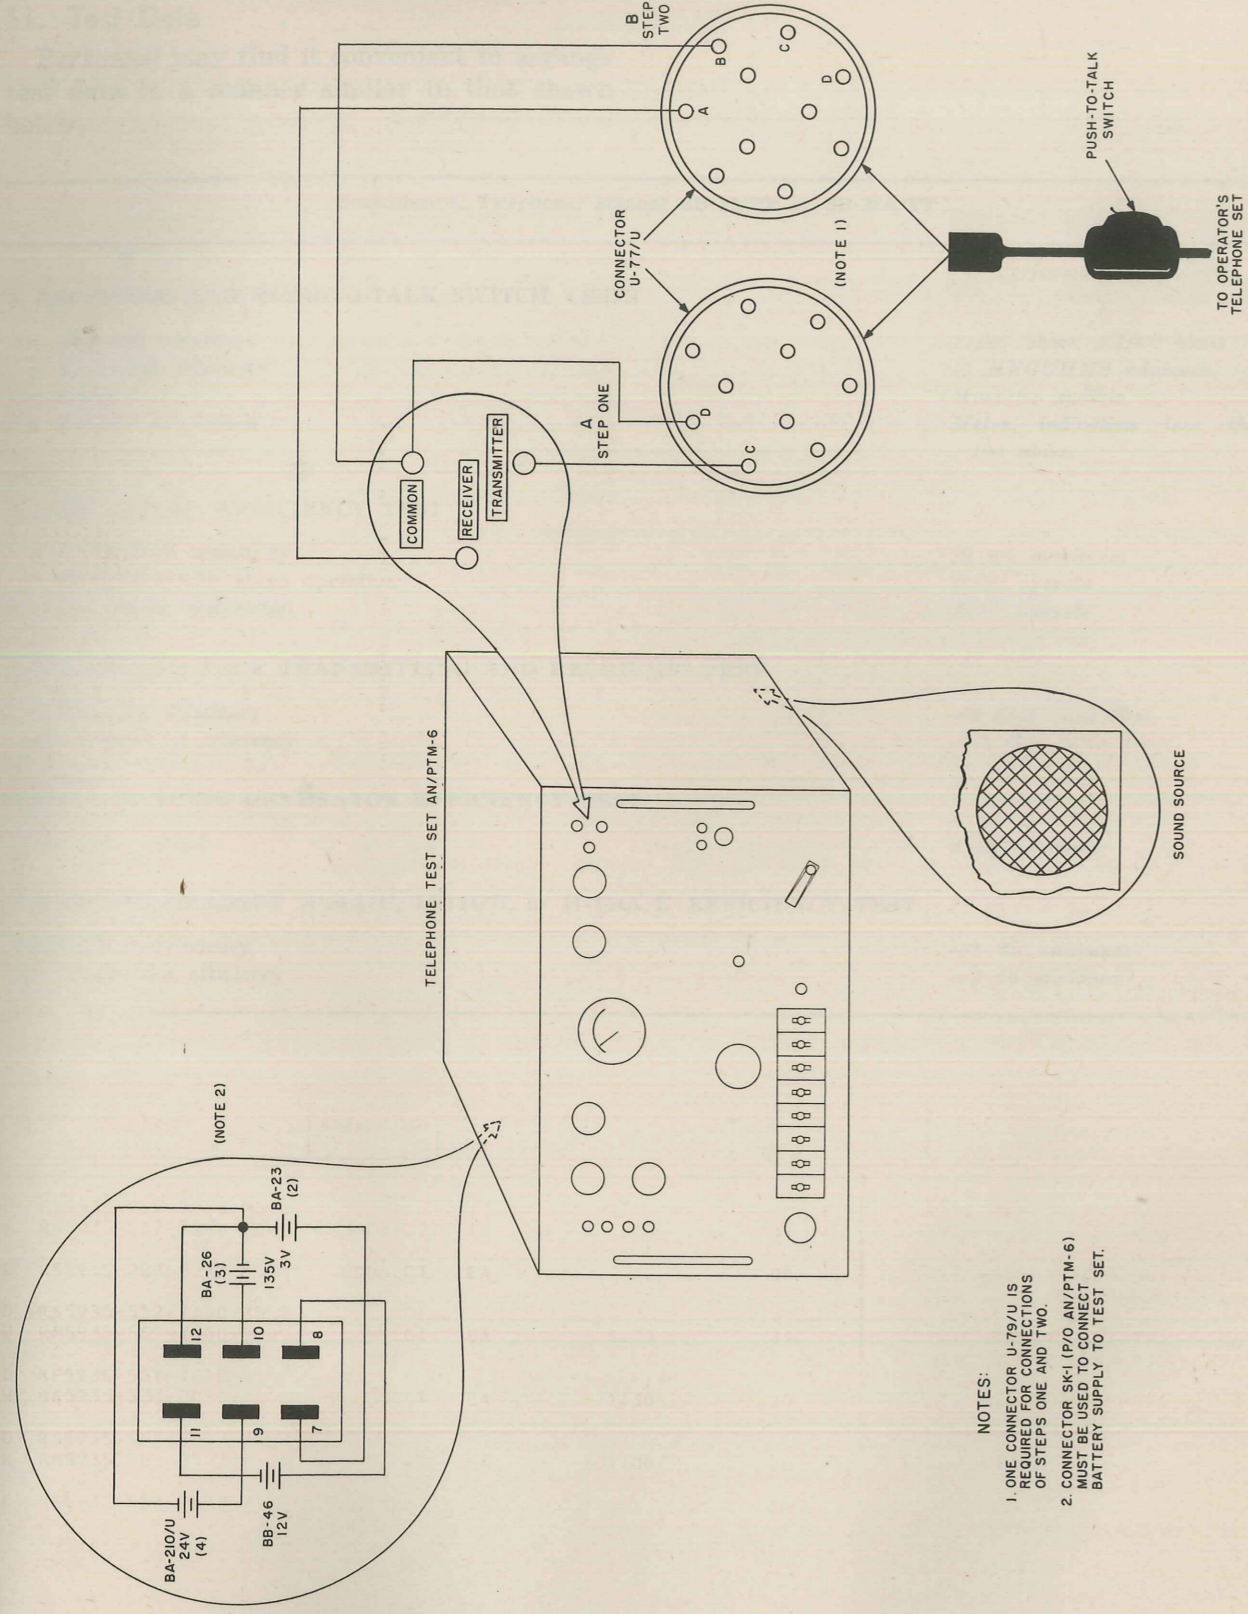 (NOTE 2)
BA-23
(2)
3V
BA-26
(3)
135V
12
10
8
11
9
7
BA-210/U
24V
(4)
BB-46
12V
TELEPHONE TEST SET AN/PTM-6
COMMON
RECEIVER
TRANSMITTER
A
STEP ONE
B
STEP
TWO
CONNECTOR
U-77/U
(NOTE 1)
C
D
A
B
C
D
PUSH-TO-TALK
SWITCH
TO OPERATOR'S
TELEPHONE SET
SOUND SOURCE
NOTES:
1. ONE CONNECTOR U-79/U IS
REQUIRED FOR CONNECTIONS
OF STEPS ONE AND TWO.
2. CONNECTOR SK-1 (P/O AN/PTM-6)
MUST BE USED TO CONNECT
BATTERY SUPPLY TO TEST SET.